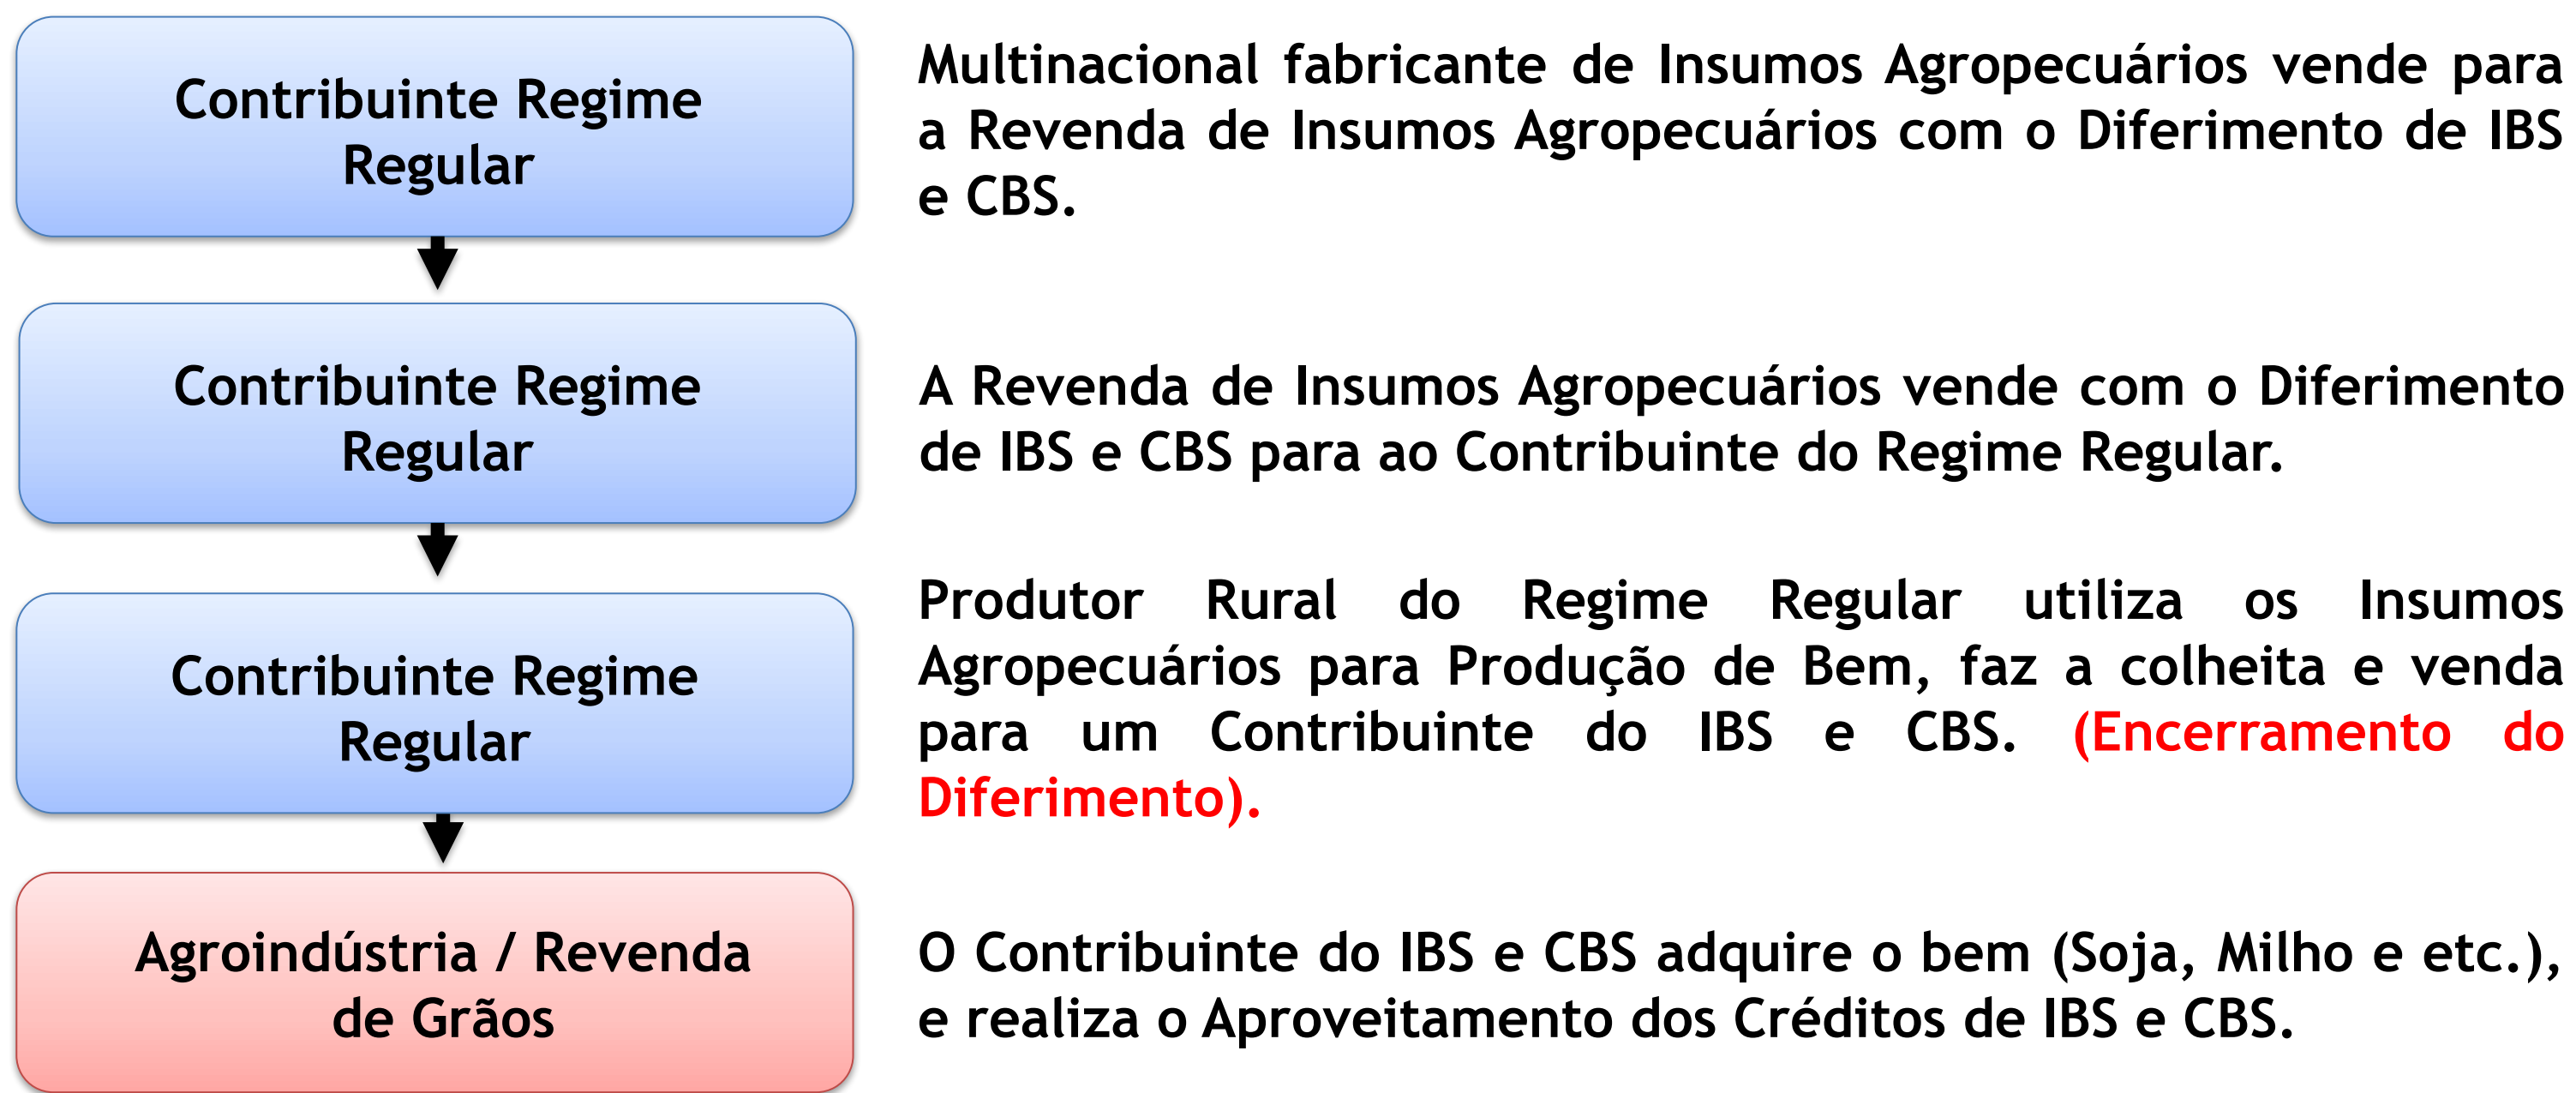 Contribuinte Regime
Regular
Multinacional fabricante de Insumos Agropecuários vende para
a Revenda de Insumos Agropecuários com o Diferimento de IBS
e CBS.
Contribuinte Regime
Regular
A Revenda de Insumos Agropecuários vende com o Diferimento
de IBS e CBS para ao Contribuinte do Regime Regular.
Contribuinte Regime
Regular
Produtor Rural do Regime Regular utiliza os Insumos
Agropecuários para Produção de Bem, faz a colheita e venda
para um Contribuinte do IBS e CBS. (Encerramento do
Diferimento).
Agroindústria / Revenda
de Grãos
O Contribuinte do IBS e CBS adquire o bem (Soja, Milho e etc.),
e realiza o Aproveitamento dos Créditos de IBS e CBS.